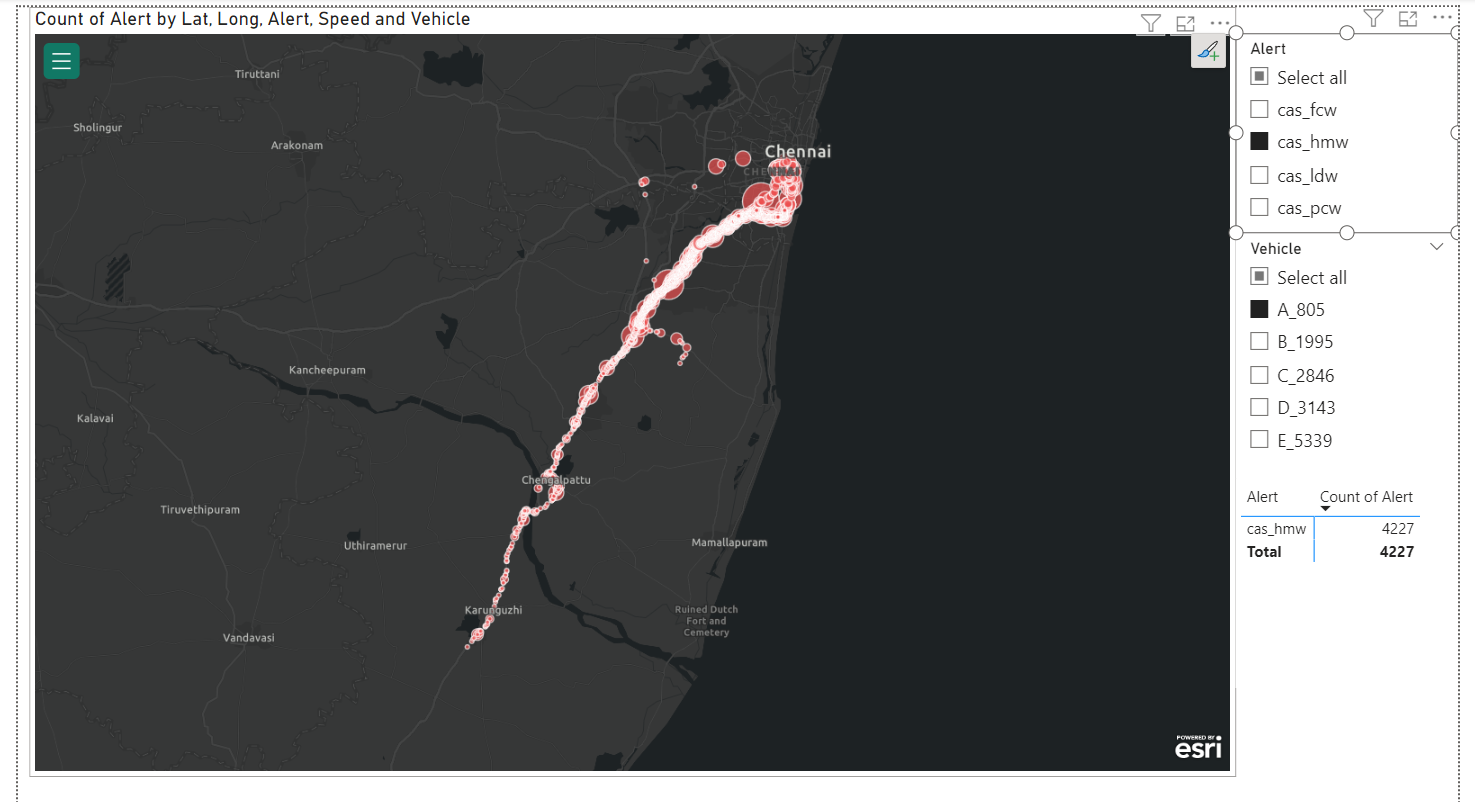 Count of Alert by Lat, Long, Alert, Speed and Vehicle
Tiruttani
Sholingur
Arakonam
Chennai
Kancheepuram
Kalavai
Chengalpattu
Tiruvethipuram
Uthiramerur
Mamallapuram
Karunguzhi
Ruined Dutch
Fort and
Cemetery
Vandavasi
POWERED BY
esri
Alert
Select all
cas_fcw
cas_hmw
cas_ldw
cas_pcw
Vehicle
Select all
A_805
B_1995
C_2846
D_3143
E_5339
Alert Count of Alert
cas_hmw 4227
Total 4227